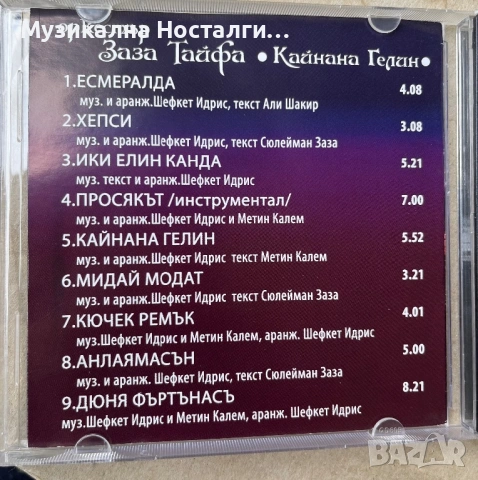 Музикална Носталги..
Заза Тайфа • Кайнана Гелин •
1.ЕСМЕРАЛДА 4.08
муз. и аранж.Шефкет Идрис, текст Али Шакир
2.ХЕПСИ 3.08
муз. и аранж.Шефкет Идрис, текст Сюлейман Заза
3.ИКИ ЕЛИН КАНДА 5.21
муз. текст и аранж.Шефкет Идрис
4.ПРОСЯКЪТ /инструментал/ 7.00
муз. и аранж.Шефкет Идрис и Метин Калем
5.КАЙНАНА ГЕЛИН 5.52
муз. и аранж.Шефкет Идрис текст Метин Калем
6.МИДАЙ МОДАТ 3.21
муз. и аранж.Шефкет Идрис текст Сюлейман Заза
7.КЮЧЕК РЕМЪК 4.01
муз.Шефкет Идрис и Метин Калем, аранж. Шефкет Идрис
8.АНЛАЯМАСЪН 5.00
муз. и аранж. Шефкет Идрис, текст Сюлейман Заза
9.ДЮНЯ ФЪРТЪНАСЪ 8.21
муз.Шефкет Идрис и Метин Калем, аранж. Шефкет Идрис
BAZAR